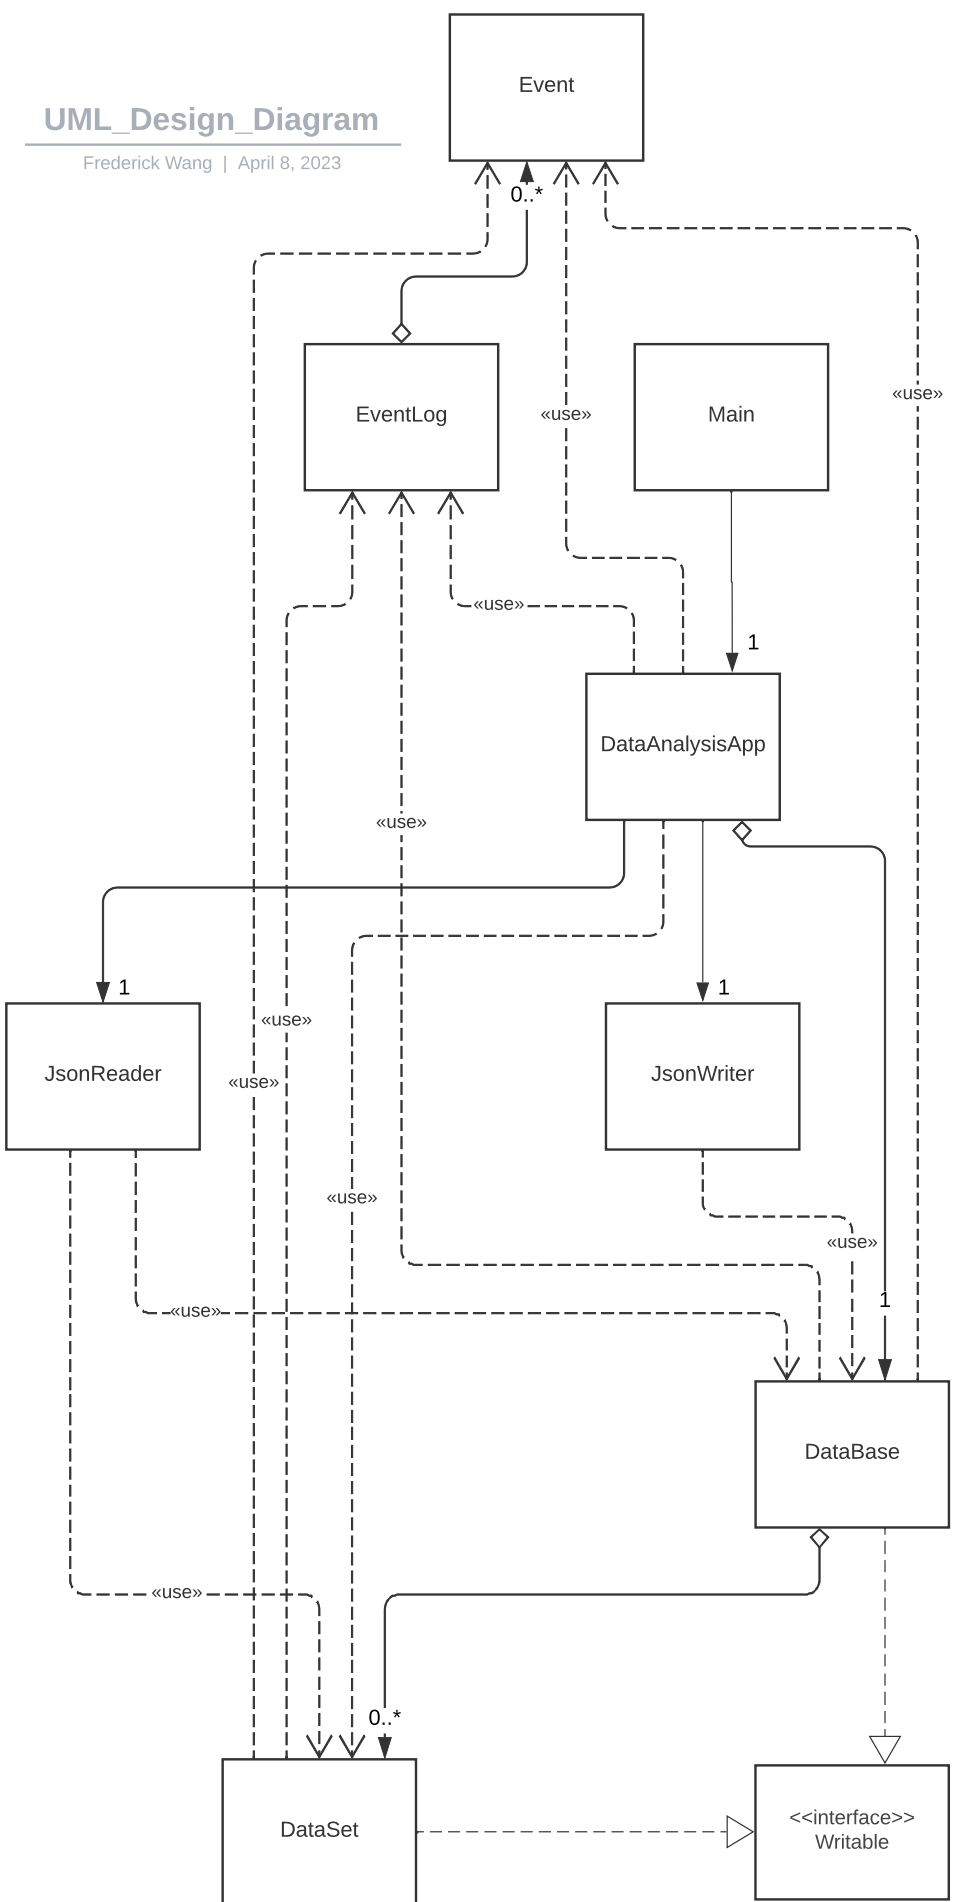 Event
UML_Design_Diagram
Frederick Wang | April 8, 2023
0..*
«use»
EventLog
«use»
Main
«use»
1
DataAnalysisApp
«use»
1
1
«use»
JsonReader
JsonWriter
«use»
«use»
«use»
1
«use»
DataBase
«use»
0..*
DataSet
<<interface>>
Writable